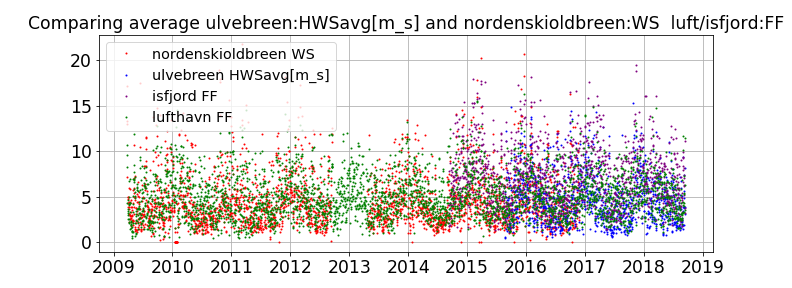 Comparing average ulvebreen:HWSavg[m_s] and nordenskioldbreen:WS  luft/isfjord:FF
nordenskioldbreen WS
ulvebreen HWSavg[m_s]
isfjord FF
lufthavn FF
20
15
10
5
0
2009 2010 2011 2012 2013 2014 2015 2016 2017 2018 2019